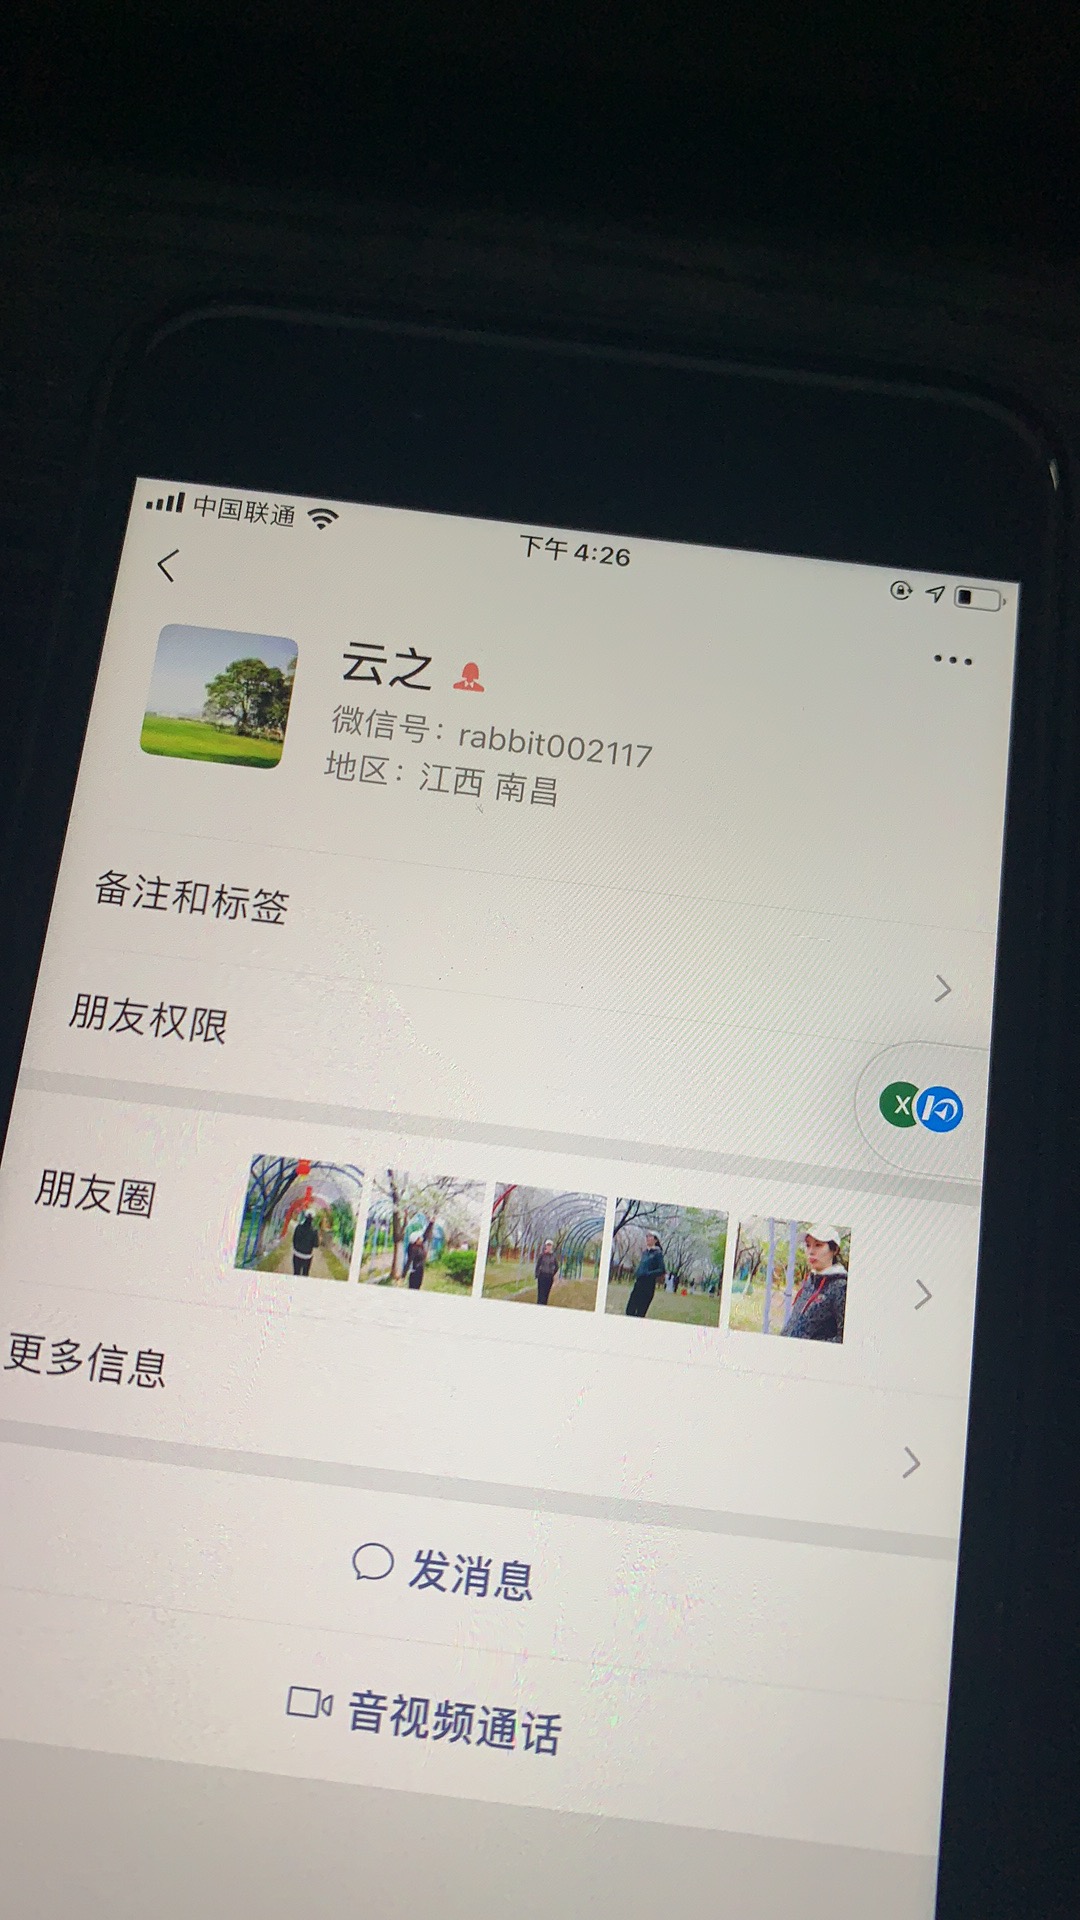 中国联通
下午4:26
云之
微信号：rabbit002117
地区：江西 南昌
备注和标签
朋友权限
X
朋友圈
更多信息
发消息
音视频通话